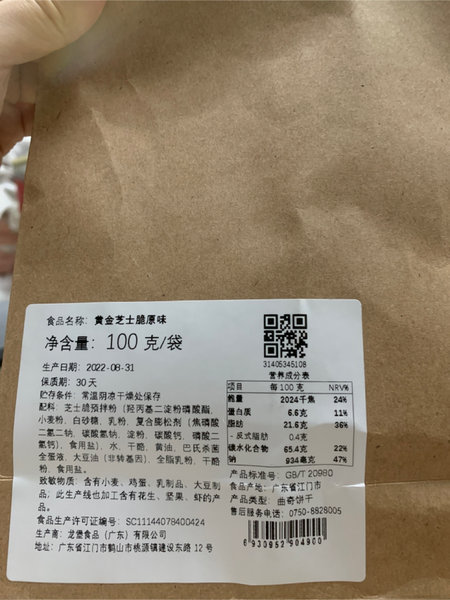 食品名称: 黄金芝士脆原味
净含量: 100 克/袋
生产日期: 2022-08-31
保质期: 30 天
贮存条件: 常温阴凉干燥处保存
配料: 芝士脆预拌粉 (羟丙基二淀粉磷酸酯,
小麦粉, 白砂糖, 乳粉, 复合膨松剂 (焦磷酸
二氢二钠, 碳酸氢钠, 淀粉, 碳酸钙, 磷酸二
氢钙), 食用盐), 水, 干酪, 黄油, 巴氏杀菌
全蛋液, 大豆油 (非转基因), 全脂乳粉, 干酪
粉, 食用盐.
致敏物质: 含有小麦, 鸡蛋, 乳制品, 大豆制
品; 此生产线也加工含有花生, 坚果, 虾的产
品.
食品生产许可证编号: SC11144078400424
生产商: 龙堡食品 (广东) 有限公司
地址: 广东省江门市鹤山市桃源镇建设东路 12 号
31405345108
营养成分表
项目 每 100 克 NRV%
能量 2024千焦 24%
蛋白质 6.6克 11%
脂肪 21.6克 36%
- 反式脂肪 0.4克
碳水化合物 65.4克 22%
钠 934毫克 47%
产品标准号: GB/T 20980
食品产地: 广东省江门市
产品类型: 曲奇饼干
售后服务电话: 0750-8828005
6 930952 904900